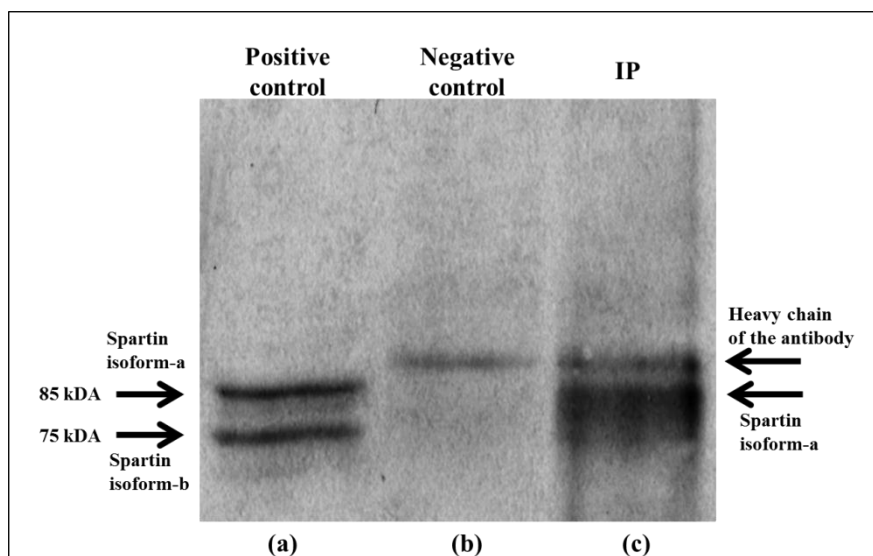 Positive
control
Negative
control
IP
Spartin
isoform-a
85 kDA
75 kDA
Spartin
isoform-b
Heavy chain
of the antibody
Spartin
isoform-a
(a)
(b)
(c)